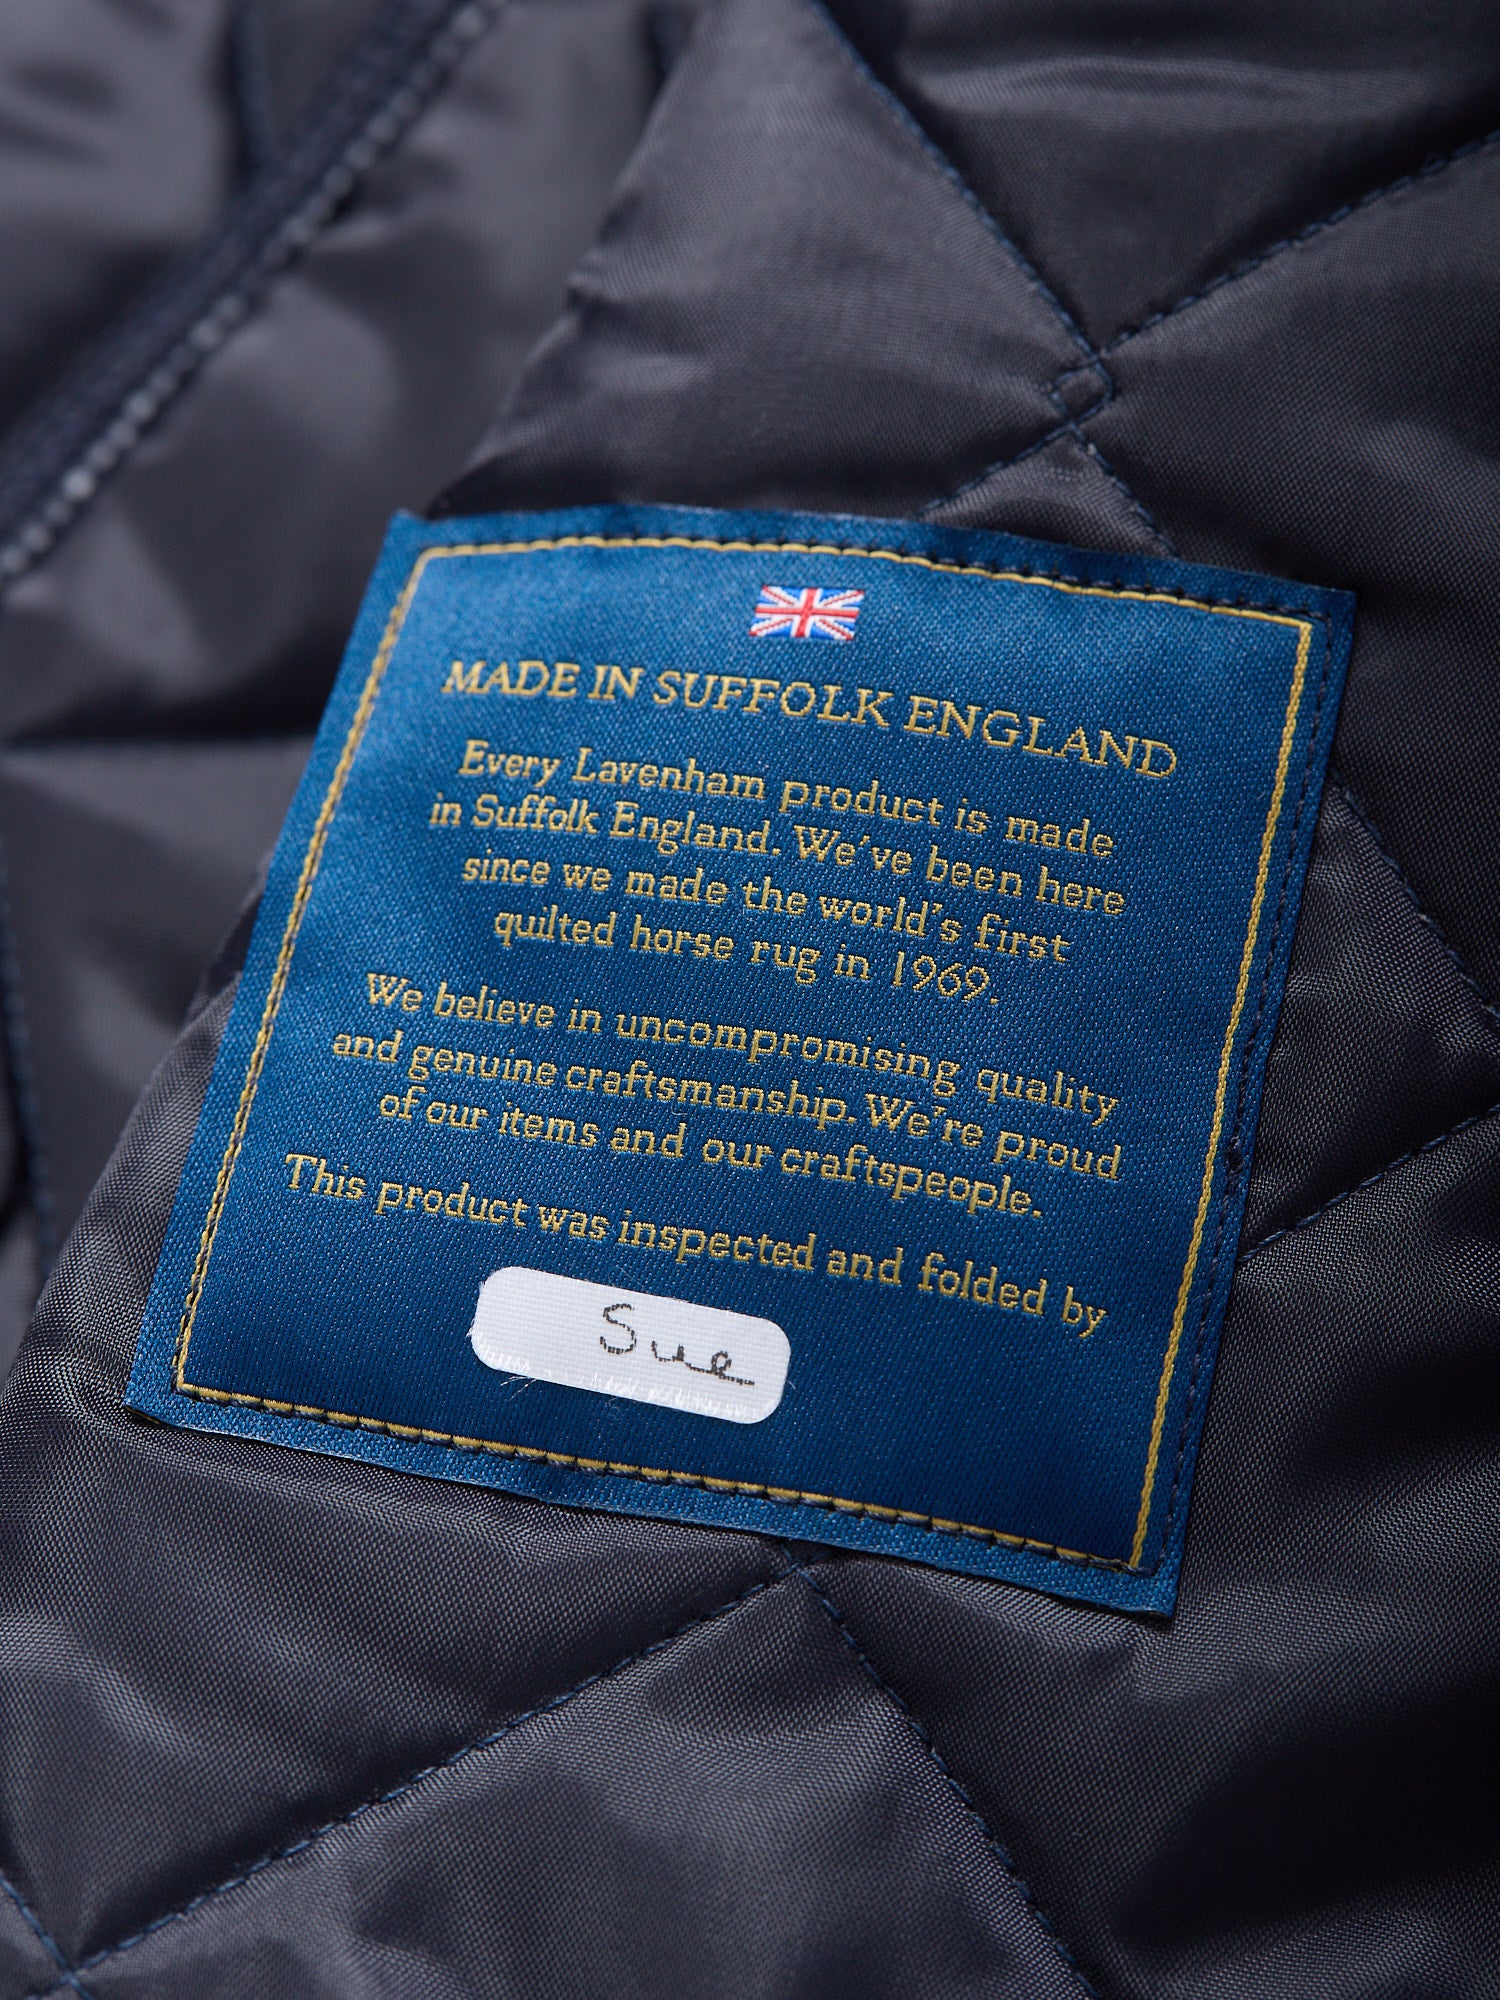 MADE IN SUFFOLK ENGLAND
Every Lavenham product is made
in Suffolk England. We've been here
since we made the world's first
quilted horse rug in 1969.
We believe in uncompromising quality
and genuine craftsmanship. We're proud
of our items and our craftspeople.
This product was inspected and folded by
Sue